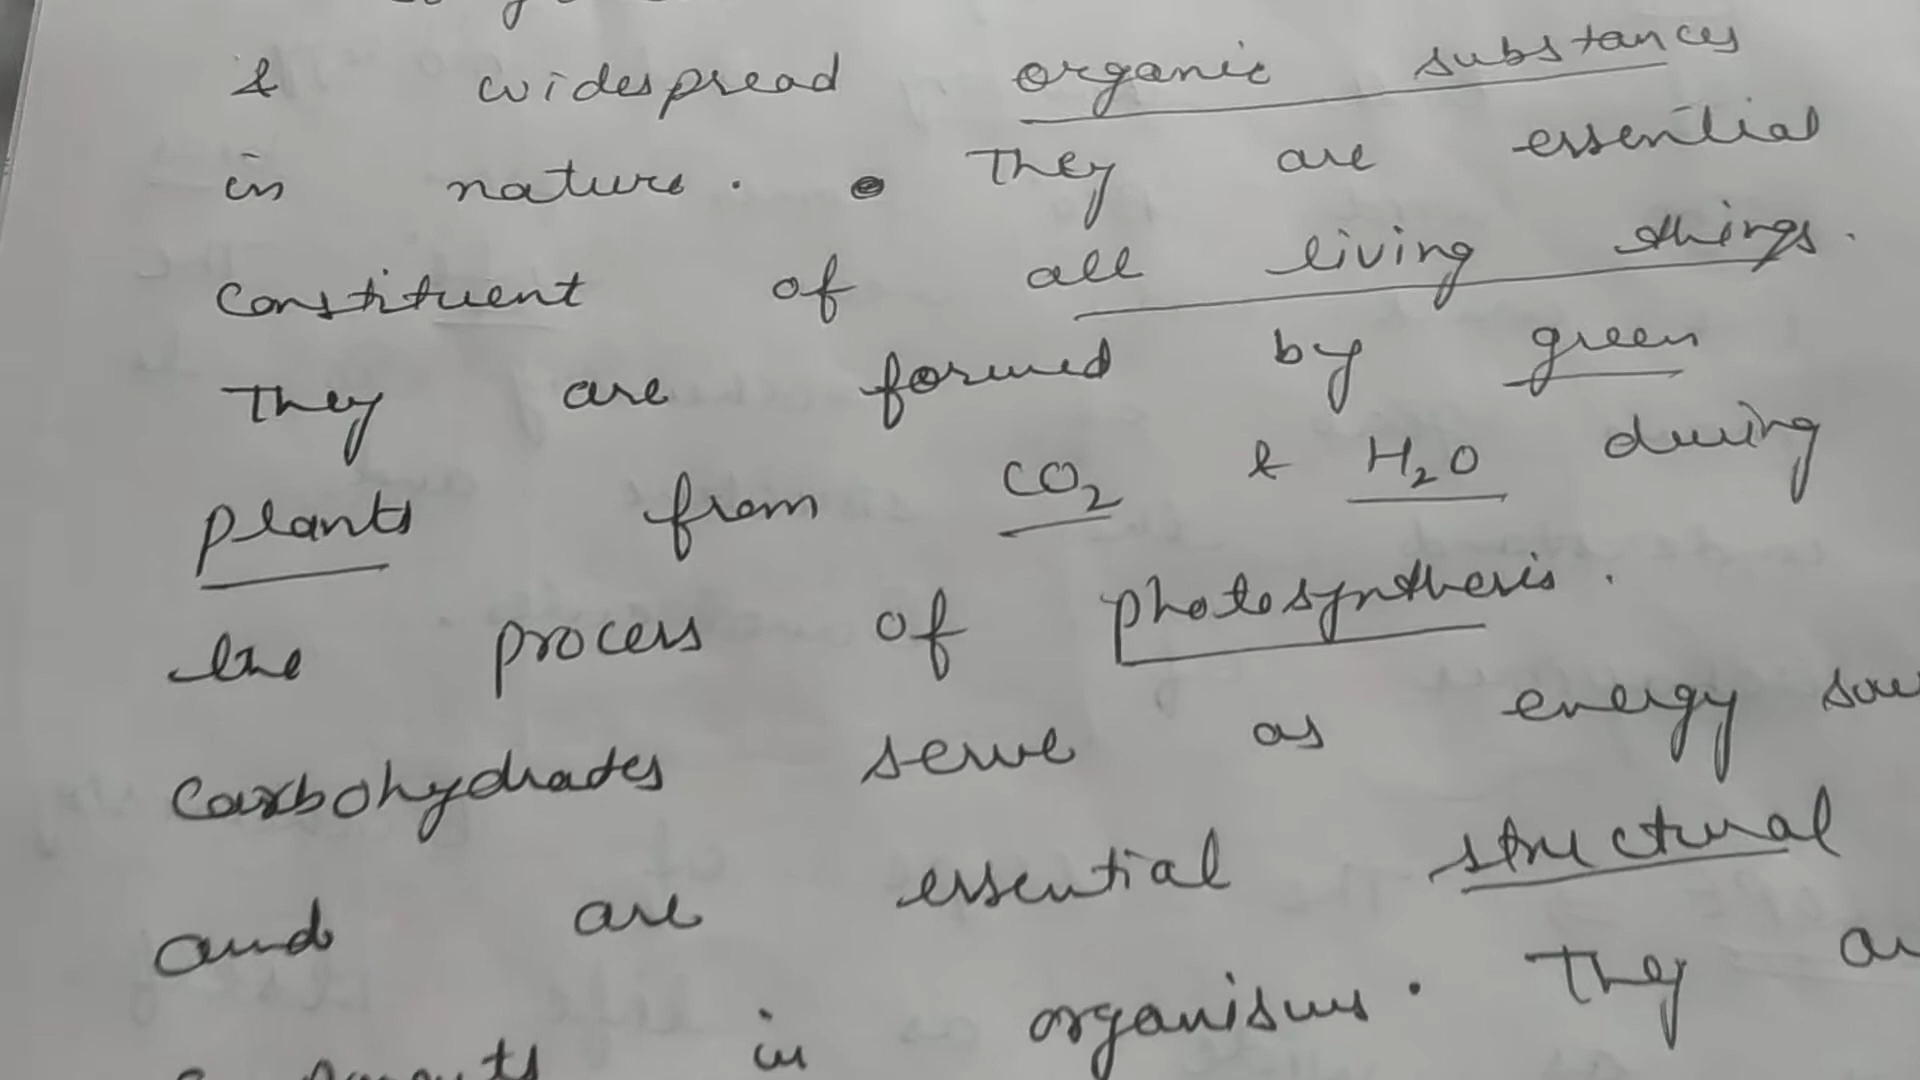 & widespread organic substances
in nature. They are essential
constituent of all living things.
They are formed by green
plants from CO₂ & H₂O during
the process of photosynthesis.
Carbohydrates serve as energy
and are essential structural
in organisms. They